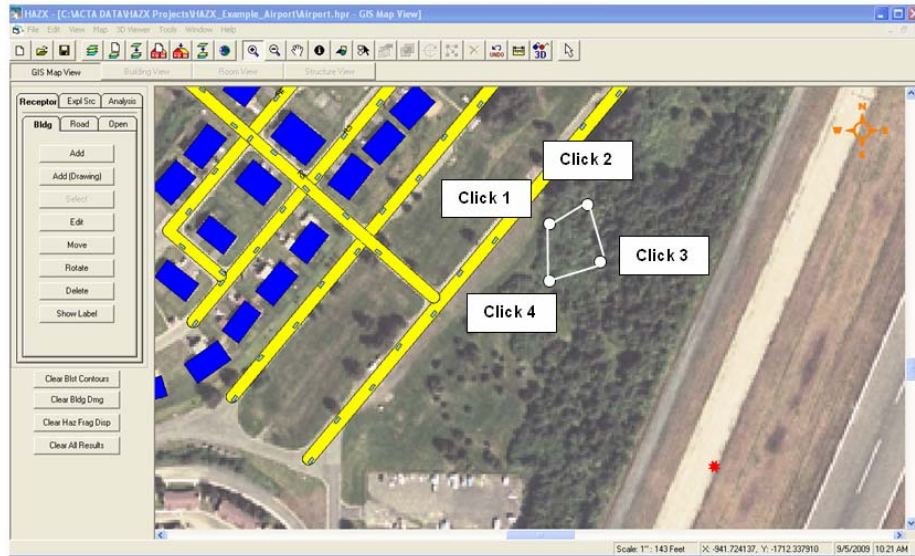 HAZX - [C:\ACTA DATA\HAZX Projects\HAZX_Example_Airport\Airport.hpr - GIS Map View]
File Edit View Map 3D Viewer Tools Window Help
UNDO 3D
GIS Map View Building View Room View Structure View
Receptor Expl Src Analysis
Bldg Road Open
Add
Add (Drawing)
Select
Edit
Move
Rotate
Delete
Show Label
Clear Blst Contours
Clear Bldg Dmg
Clear Haz Frag Disp
Clear All Results
N
W E
S
Click 2
Click 1
Click 3
Click 4
Scale: 1" : 143 Feet X: -941.724137, Y: -1712.337910 9/5/2009 10:21 AM